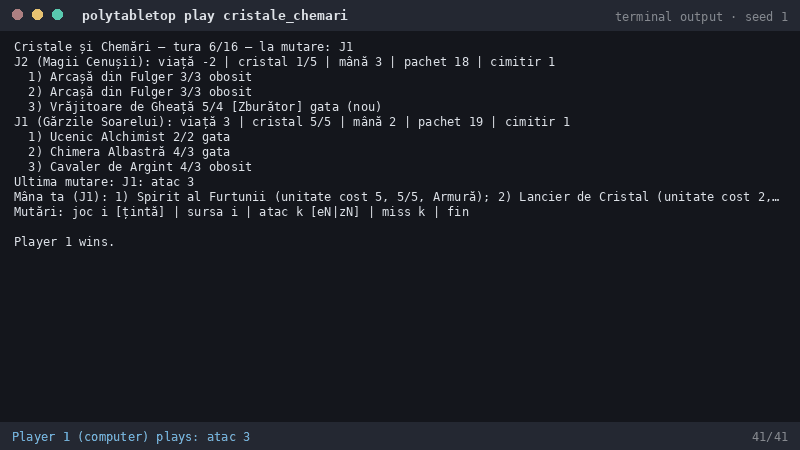 polytabletop play cristale_chemari
terminal output · seed 1
Cristale și Chemări — tura 6/16 — la mutare: J1
J2 (Magii Cenușii): viață -2 | cristal 1/5 | mână 3 | pachet 18 | cimitir 1
1) Arcașă din Fulger 3/3 obosit
2) Arcașă din Fulger 3/3 obosit
3) Vrăjitoare de Gheață 5/4 [Zburător] gata (nou)
J1 (Gărzile Soarelui): viață 3 | cristal 5/5 | mână 2 | pachet 19 | cimitir 1
1) Ucenic Alchimist 2/2 gata
2) Chimera Albastră 4/3 gata
3) Cavaler de Argint 4/3 obosit
Ultima mutare: J1: atac 3
Mâna ta (J1): 1) Spirit al Furtunii (unitate cost 5, 5/5, Armură); 2) Lancier de Cristal (unitate cost 2,…
Mutări: joc i [țintă] | sursa i | atac k [eN|zN] | miss k | fin
Player 1 wins.
Player 1 (computer) plays: atac 3
41/41